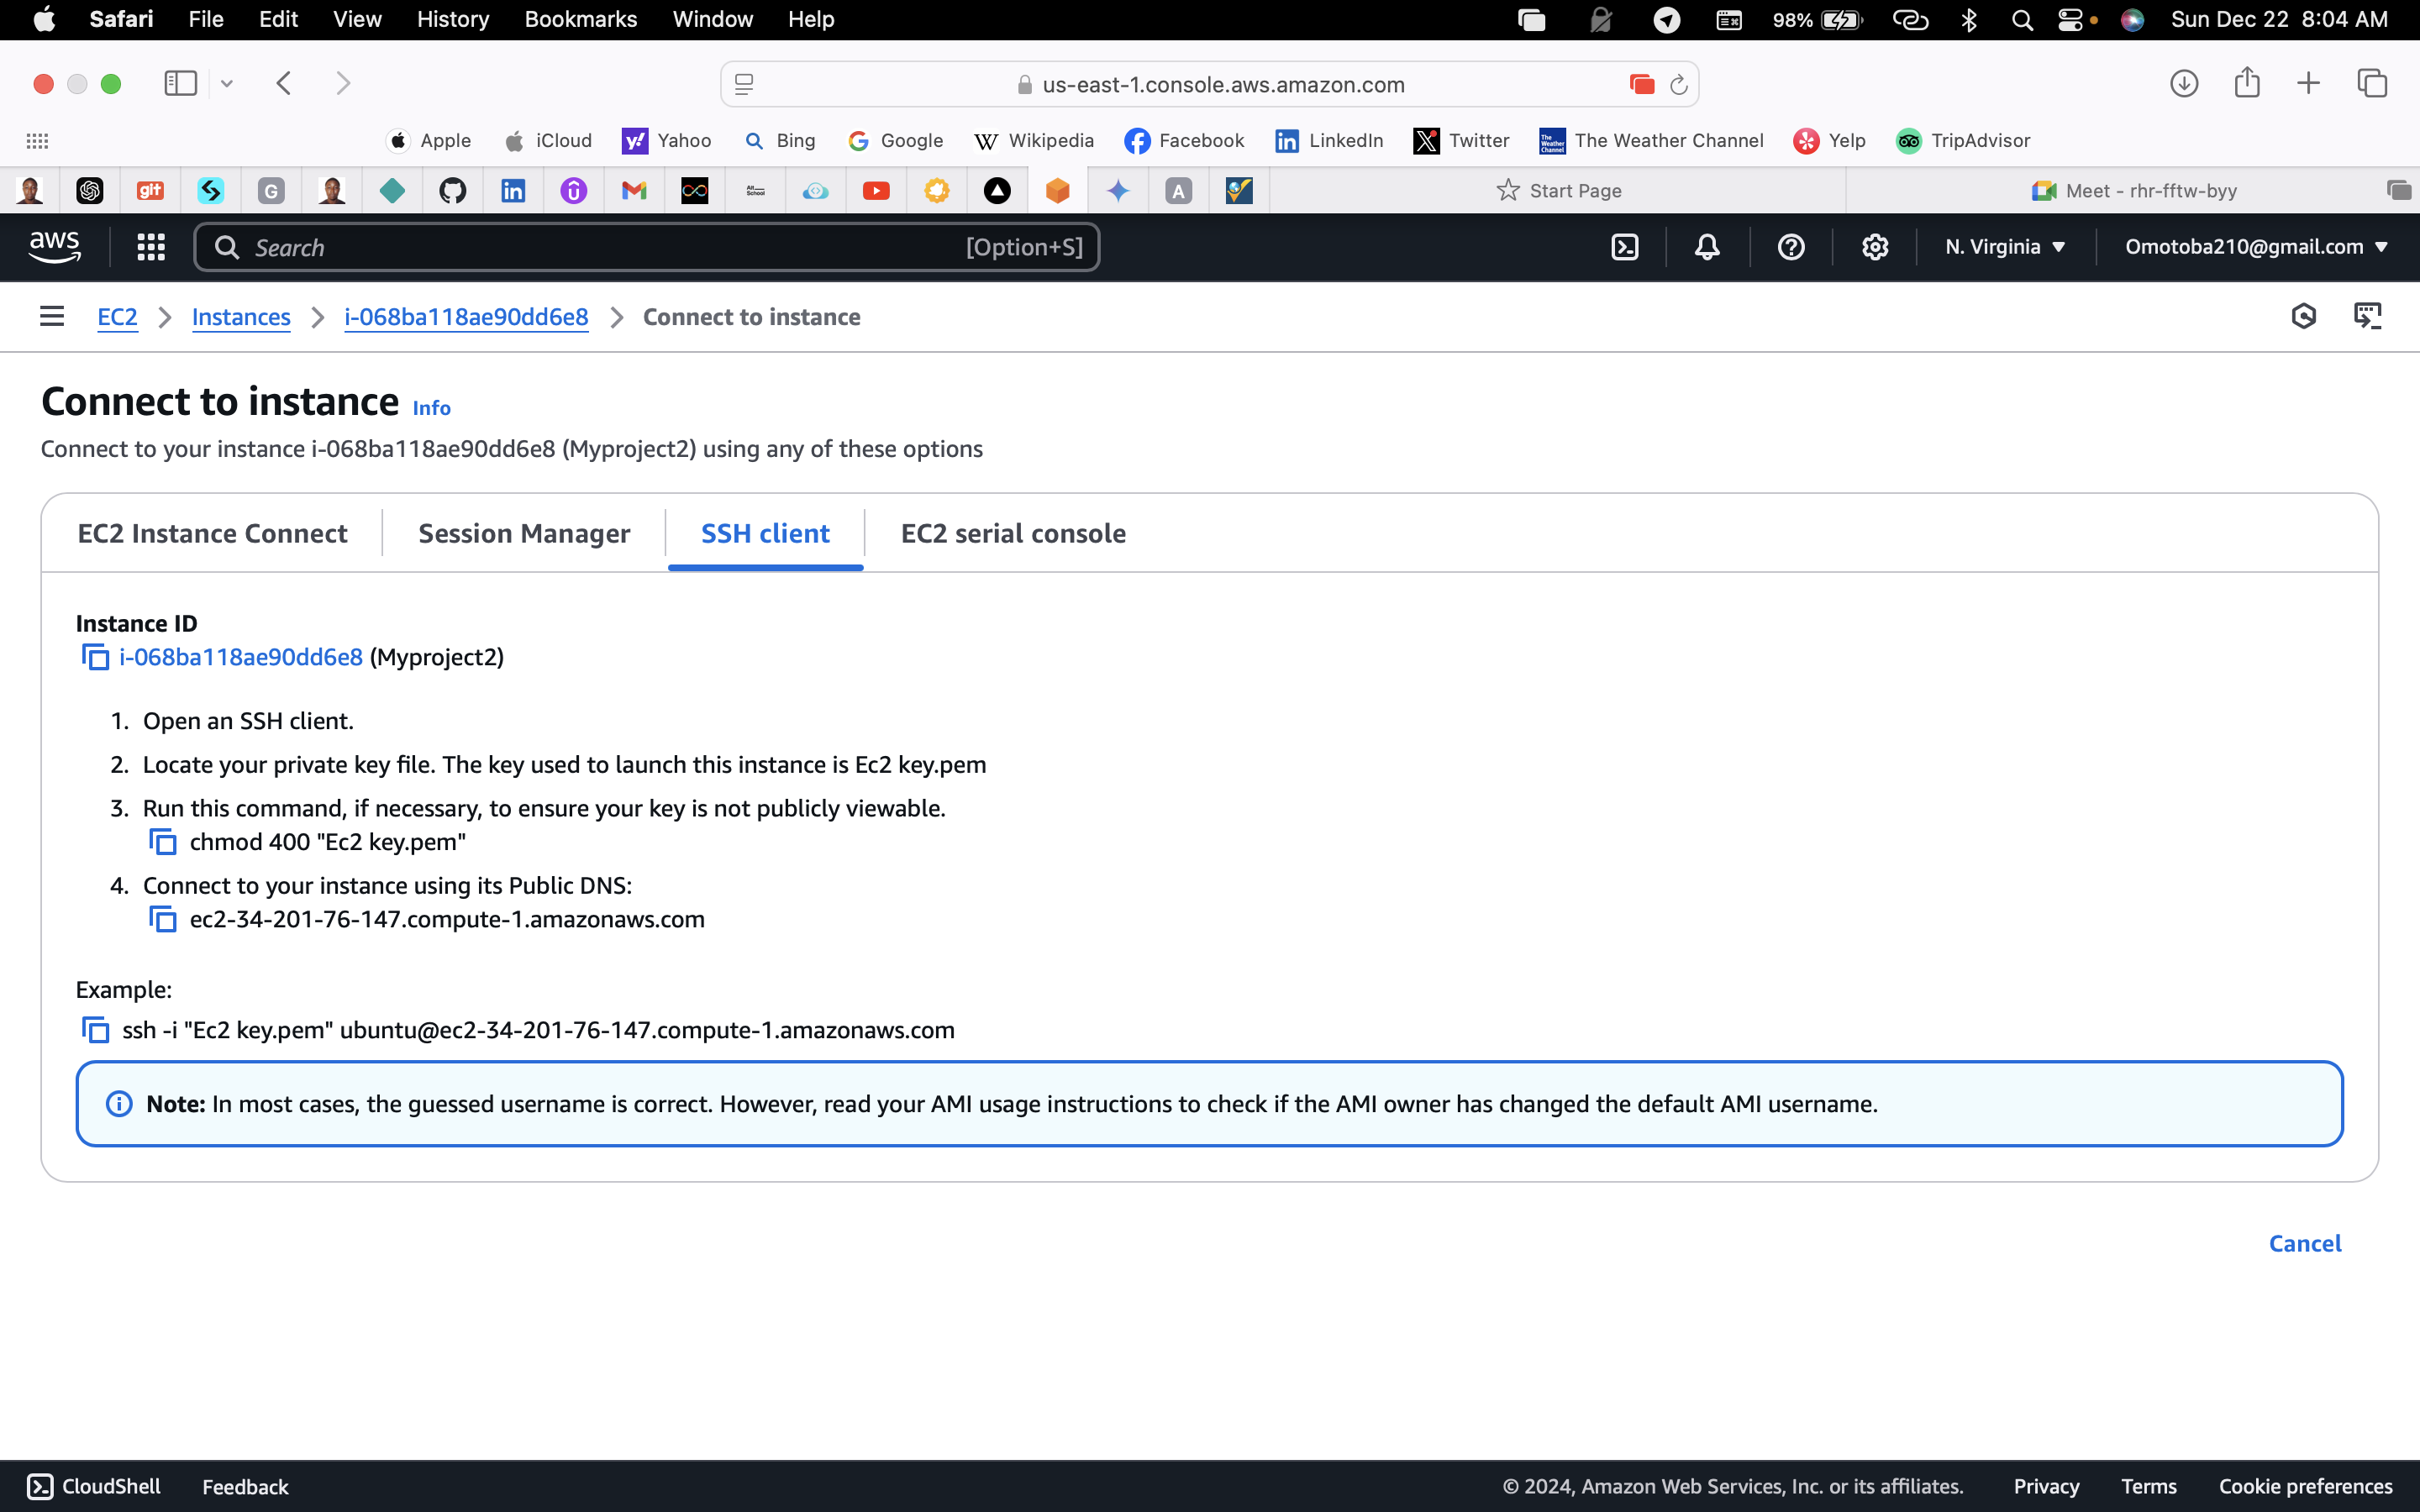 Safari File Edit View History Bookmarks Window Help 98% Sun Dec 22 8:04 AM
us-east-1.console.aws.amazon.com
Apple iCloud Yahoo Bing Google Wikipedia Facebook LinkedIn Twitter The Weather Channel Yelp TripAdvisor
git G A Start Page Meet - rhr-fftw-byy
aws Search [Option+S] N. Virginia Omotoba210@gmail.com
EC2 Instances i-068ba118ae90dd6e8 Connect to instance
Connect to instance Info
Connect to your instance i-068ba118ae90dd6e8 (Myproject2) using any of these options
EC2 Instance Connect Session Manager SSH client EC2 serial console
Instance ID
i-068ba118ae90dd6e8 (Myproject2)
1. Open an SSH client.
2. Locate your private key file. The key used to launch this instance is Ec2 key.pem
3. Run this command, if necessary, to ensure your key is not publicly viewable.
chmod 400 "Ec2 key.pem"
4. Connect to your instance using its Public DNS:
ec2-34-201-76-147.compute-1.amazonaws.com
Example:
ssh -i "Ec2 key.pem" ubuntu@ec2-34-201-76-147.compute-1.amazonaws.com
Note: In most cases, the guessed username is correct. However, read your AMI usage instructions to check if the AMI owner has changed the default AMI username.
Cancel
CloudShell Feedback © 2024, Amazon Web Services, Inc. or its affiliates. Privacy Terms Cookie preferences